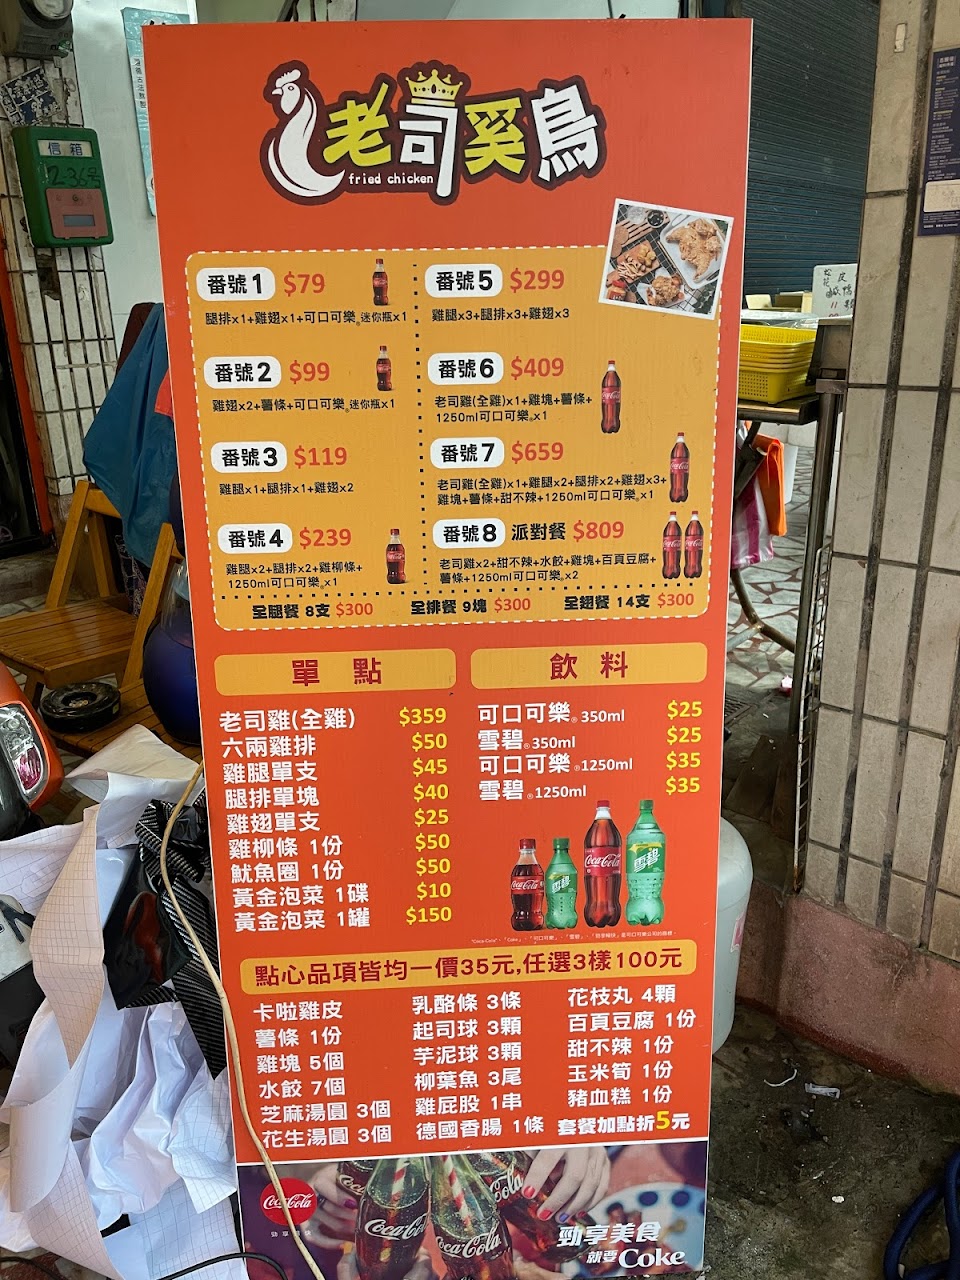 老司奚鳥
fried chicken
信箱
番號1 $79
腿排x1+雞翅x1+可口可樂®迷你瓶x1
番號2 $99
雞翅x2+薯條+可口可樂®迷你瓶x1
番號3 $119
雞腿x1+腿排x1+雞翅x2
番號4 $239
雞腿x2+腿排x2+雞柳條+
1250ml可口可樂®x1
番號5 $299
雞腿x3+腿排x3+雞翅x3
番號6 $409
老司雞(全雞)x1+雞塊+薯條+
1250ml可口可樂®x1
番號7 $659
老司雞(全雞)x1+雞腿x2+腿排x2+雞翅x3+
雞塊+薯條+甜不辣+1250ml可口可樂®x1
番號8 派對餐 $809
老司雞x2+甜不辣+水餃+雞塊+百頁豆腐+
薯條+1250ml可口可樂®x2
全腿餐 8支 $300 全排餐 9塊 $300 全翅餐 14支 $300
單點
老司雞(全雞) $359
六兩雞排 $50
雞腿單支 $45
腿排單塊 $40
雞翅單支 $25
雞柳條 1份 $50
魷魚圈 1份 $50
黃金泡菜 1碟 $10
黃金泡菜 1罐 $150
飲料
可口可樂® 350ml $25
雪碧®350ml $25
可口可樂®1250ml $35
雪碧®1250ml $35
Coca-Cola
雪碧
Coca-Cola
雪碧
點心品項皆均一價35元,任選3樣100元
卡啦雞皮
薯條 1份
雞塊 5個
水餃 7個
芝麻湯圓 3個
花生湯圓 3個
乳酪條 3條
起司球 3顆
芋泥球 3顆
柳葉魚 3尾
雞屁股 1串
德國香腸 1條
花枝丸 4顆
百頁豆腐 1份
甜不辣 1份
玉米筍 1份
豬血糕 1份
套餐加點折5元
Coca-Cola
Coca-Cola
Coca-Cola
勁享美食
就要Coke